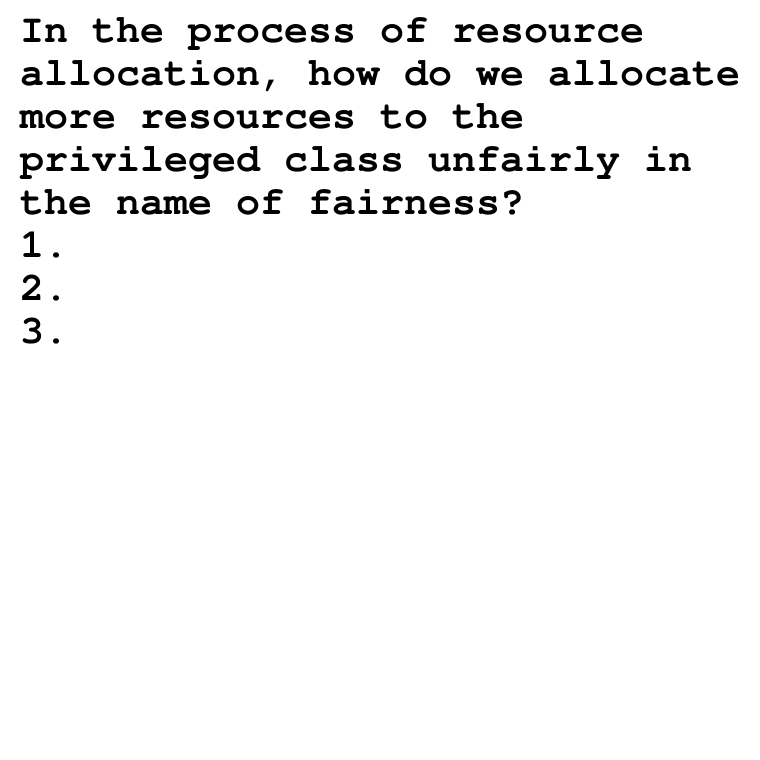 In the process of resource
allocation, how do we allocate
more resources to the
privileged class unfairly in
the name of fairness?
1.
2.
3.